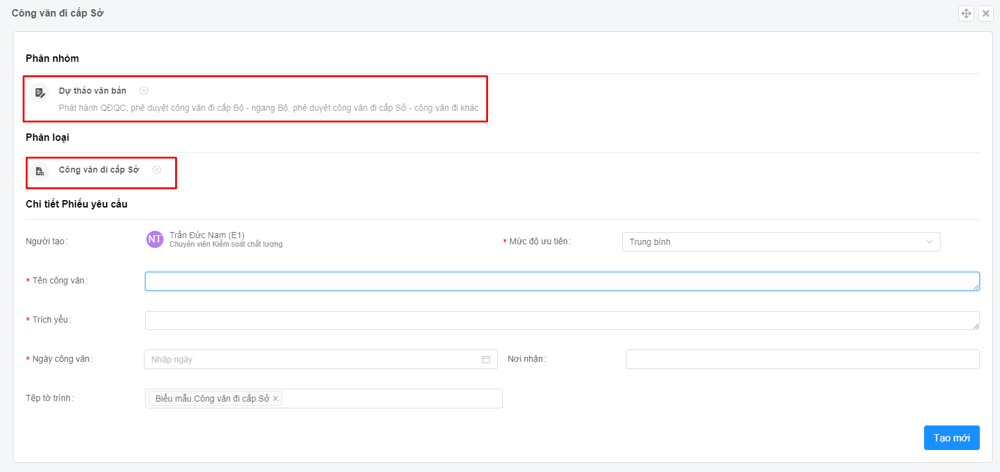 Công văn đi cấp Sở
Phân nhóm
Dự thảo văn bản
Phát hành QĐQC, phê duyệt công văn đi cấp Bộ - ngang Bộ, phê duyệt công văn đi cấp Sở - công văn đi khác
Phân loại
Công văn đi cấp Sở
Chi tiết Phiếu yêu cầu
Người tạo:
NT
Trần Đức Nam (E1)
Chuyên viên Kiểm soát chất lượng
* Mức độ ưu tiên:
Trung bình
* Tên công văn:
* Trích yếu:
* Ngày công văn:
Nhập ngày
Nơi nhận:
Tệp tờ trình:
Biểu mẫu Công văn đi cấp Sở
Tạo mới